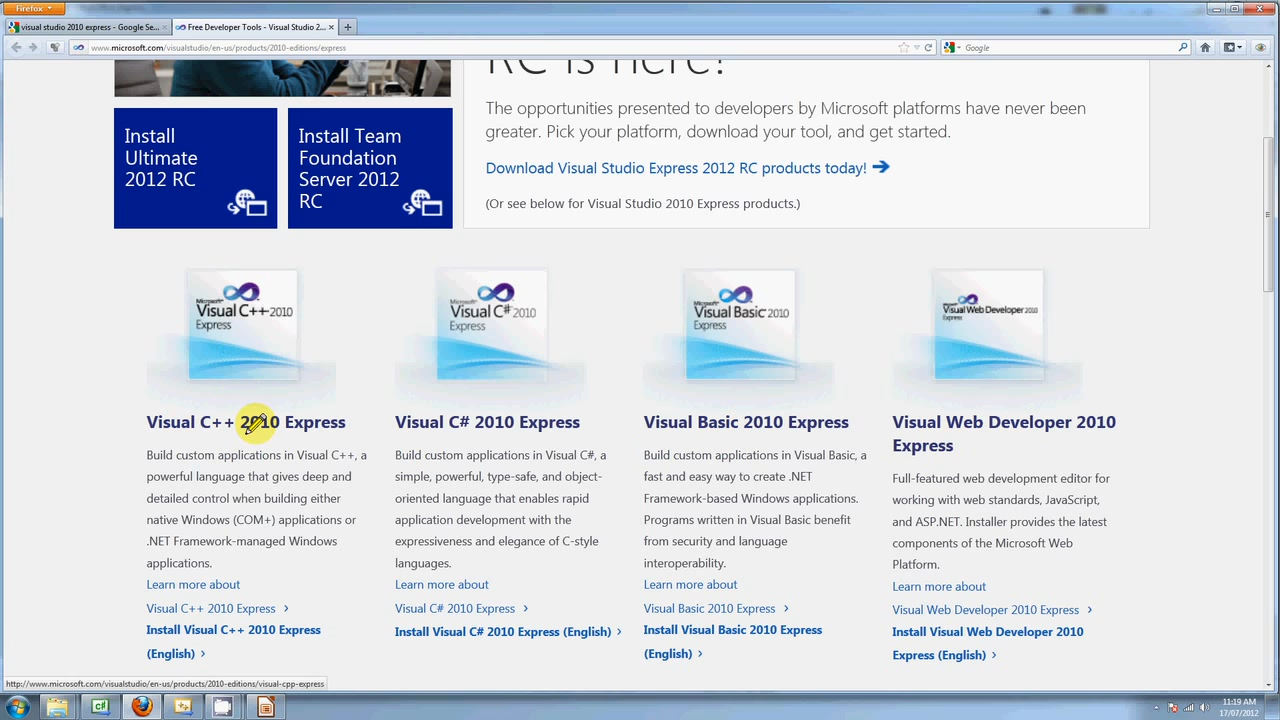 Firefox
visual studio 2010 express - Google Se...
Free Developer Tools - Visual Studio 2...
www.microsoft.com/visualstudio/en-us/products/2010-editions/express
Google
RC is here!
The opportunities presented to developers by Microsoft platforms have never been
greater. Pick your platform, download your tool, and get started.
Download Visual Studio Express 2012 RC products today!
(Or see below for Visual Studio 2010 Express products.)
Install
Ultimate
2012 RC
Install Team
Foundation
Server 2012
RC
Microsoft
Visual C++ 2010
Express
Microsoft
Visual C# 2010
Express
Microsoft
Visual Basic 2010
Express
Microsoft
Visual Web Developer 2010
Express
Visual C++ 2010 Express
Build custom applications in Visual C++, a
powerful language that gives deep and
detailed control when building either
native Windows (COM+) applications or
.NET Framework-managed Windows
applications.
Learn more about
Visual C++ 2010 Express ›
Install Visual C++ 2010 Express
(English) ›
Visual C# 2010 Express
Build custom applications in Visual C#, a
simple, powerful, type-safe, and object-
oriented language that enables rapid
application development with the
expressiveness and elegance of C-style
languages.
Learn more about
Visual C# 2010 Express ›
Install Visual C# 2010 Express (English) ›
Visual Basic 2010 Express
Build custom applications in Visual Basic, a
fast and easy way to create .NET
Framework-based Windows applications.
Programs written in Visual Basic benefit
from security and language
interoperability.
Learn more about
Visual Basic 2010 Express ›
Install Visual Basic 2010 Express
(English) ›
Visual Web Developer 2010
Express
Full-featured web development editor for
working with web standards, JavaScript,
and ASP.NET. Installer provides the latest
components of the Microsoft Web
Platform.
Learn more about
Visual Web Developer 2010 Express ›
Install Visual Web Developer 2010
Express (English) ›
http://www.microsoft.com/visualstudio/en-us/products/2010-editions/visual-cpp-express
C#
11:19 AM
17/07/2012